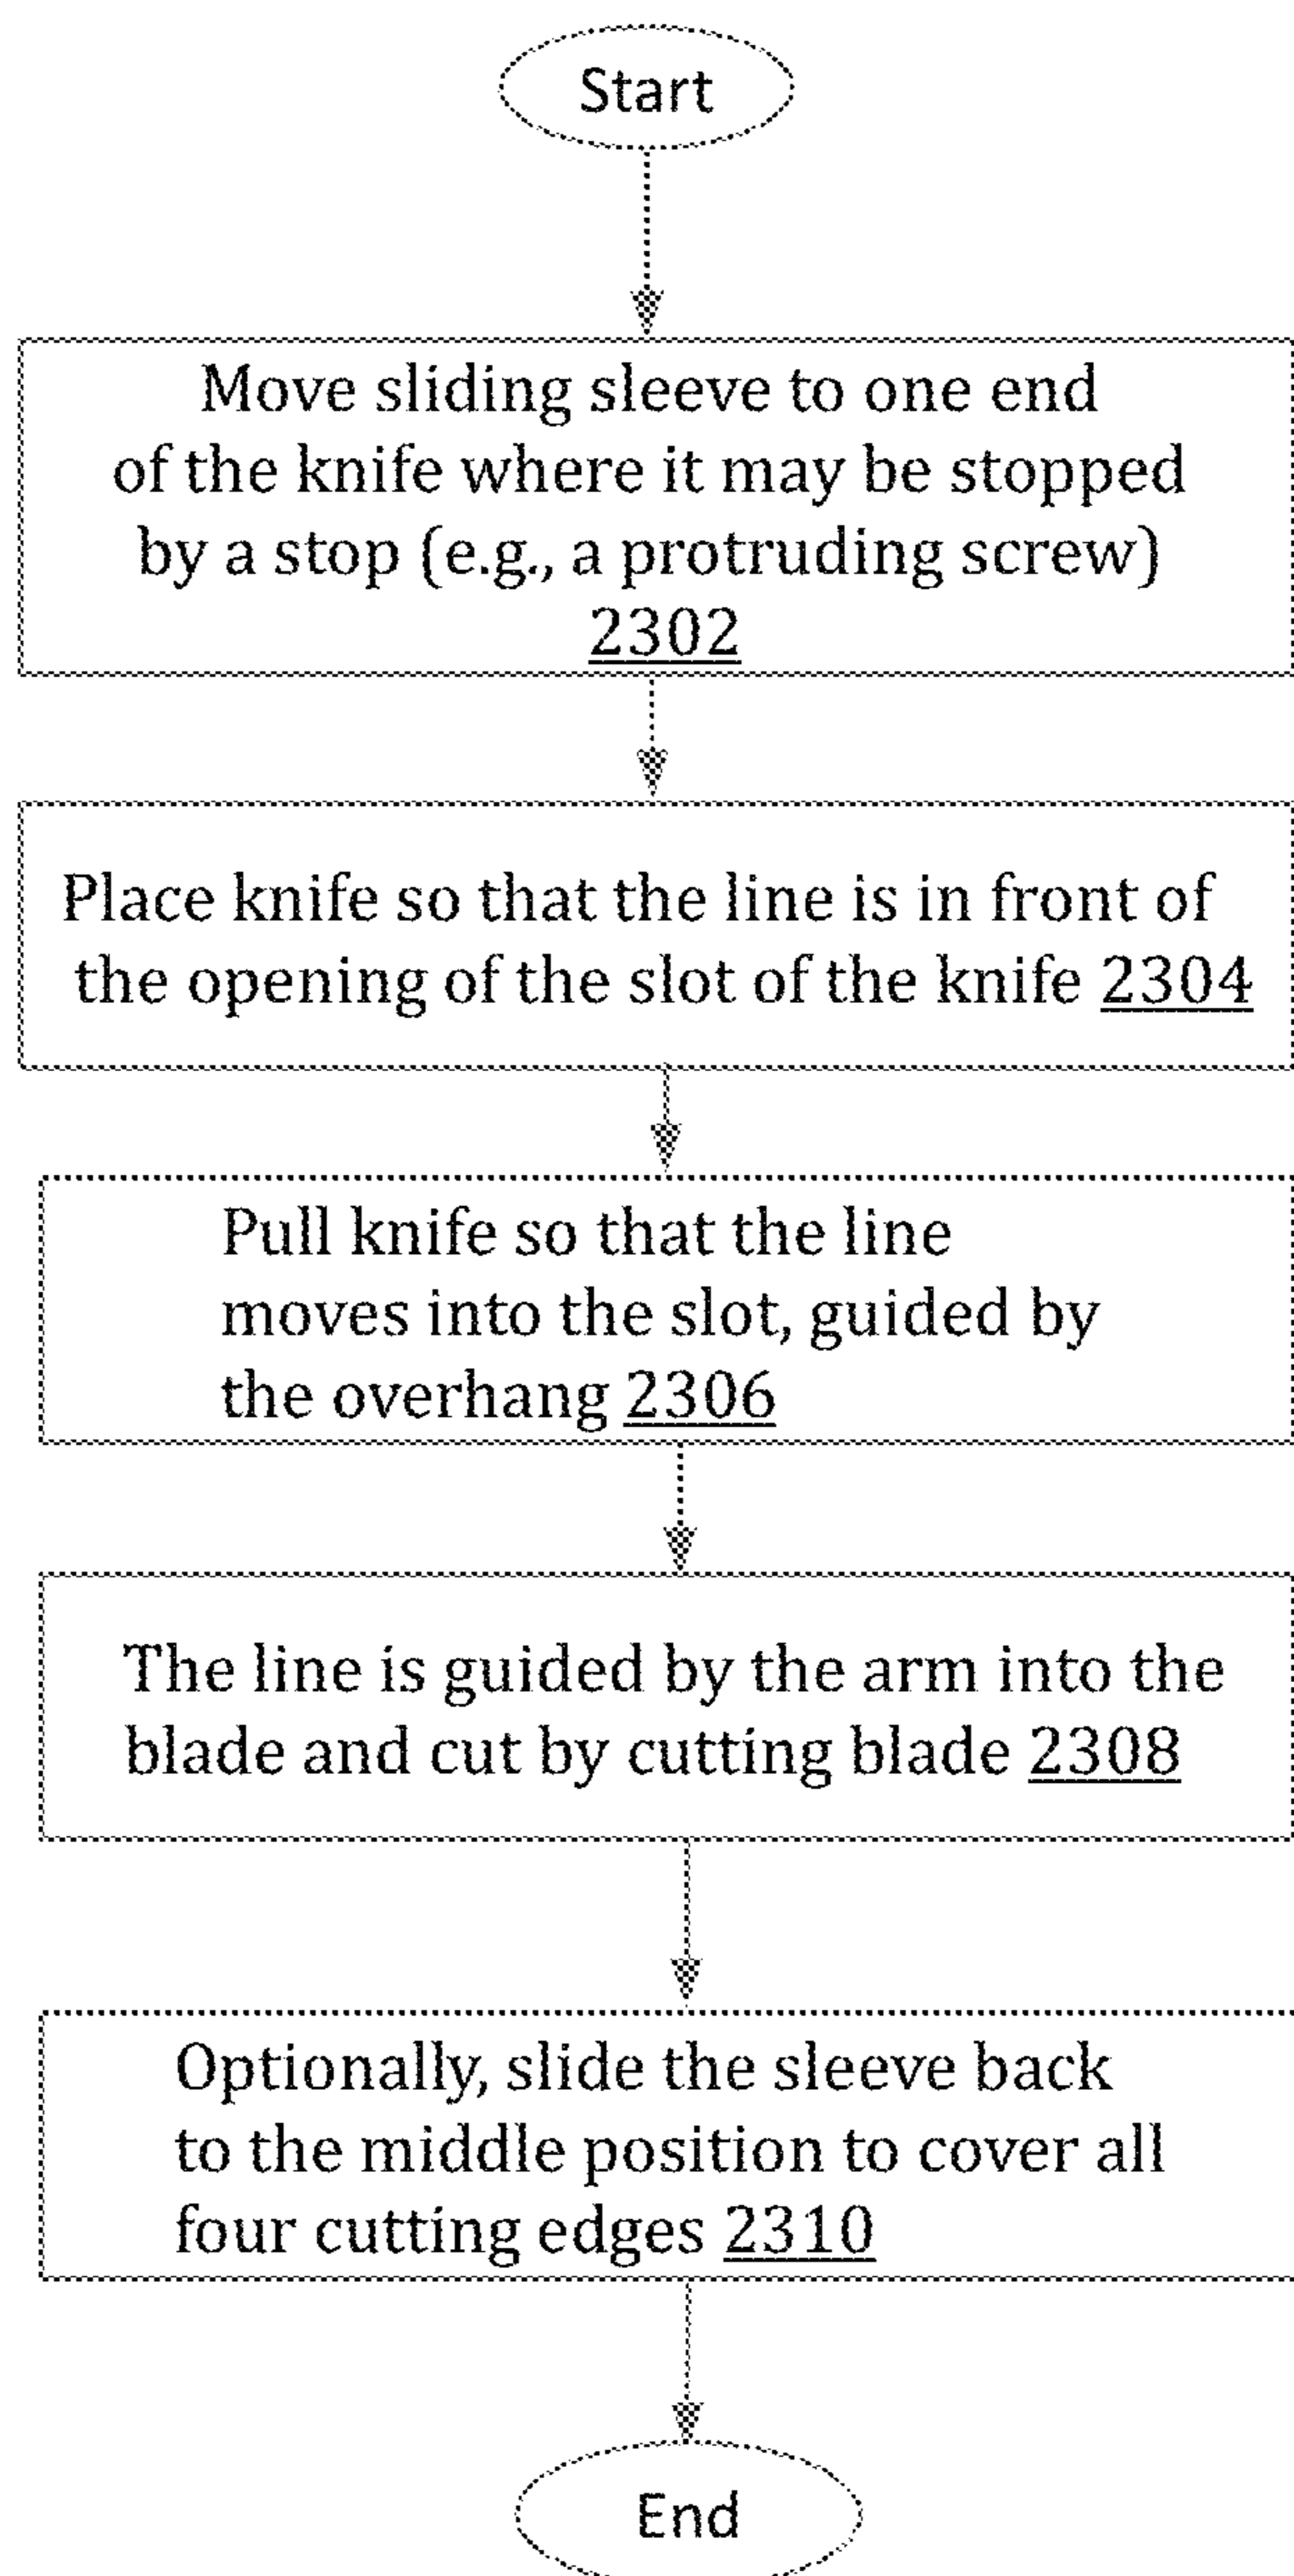 Start
Move sliding sleeve to one end
of the knife where it may be stopped
by a stop (e.g., a protruding screw)
2302
Place knife so that the line is in front of
the opening of the slot of the knife 2304
Pull knife so that the line
moves into the slot, guided by
the overhang 2306
The line is guided by the arm into the
blade and cut by cutting blade 2308
Optionally, slide the sleeve back
to the middle position to cover all
four cutting edges 2310
End